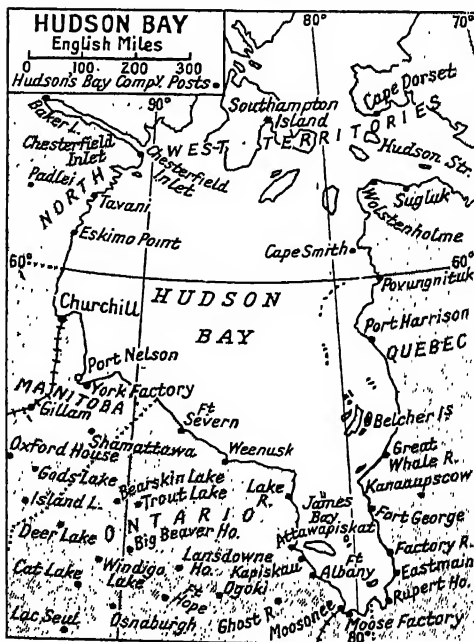 HUDSON BAY
English Miles
0 100 200 300
Hudson's Bay Compy. Posts
80°
70°
90°
FOXE
Cape Dorset
Southampton
Island
Baker L.
Chesterfield
Inlet
Chesterfield
Inlet
NORTH WEST TERRITORIES
Hudson Str.
Padlei
Tavani
Sugluk
Wolstenholme
Eskimo Point
Cape Smith
60°
60°
Povungnituk
HUDSON
BAY
Churchill
Port Harrison
QUEBEC
Port Nelson
York Factory
MANITOBA
Gillam
Ft
Severn
Belcher Is
Shamattawa
Oxford House
Weenusk
Great
Whale R.
Gods Lake
Bearskin Lake
Kanaaupscow
Island L.
Trout Lake
Lake
R.
James
Bay
Fort George
ONTARIO
Attawapiskat
Deer Lake
Big Beaver Ho.
Factory R.
Lansdowne
Ho.
Kapiskau
Ft
Albany
Eastmain
Cat Lake
Windigo
Lake
Ft
Hope
Ogoki
Rupert Ho.
Lac Seul
Osnaburgh
Ghost R.
Moosonee
Moose Factory
80°